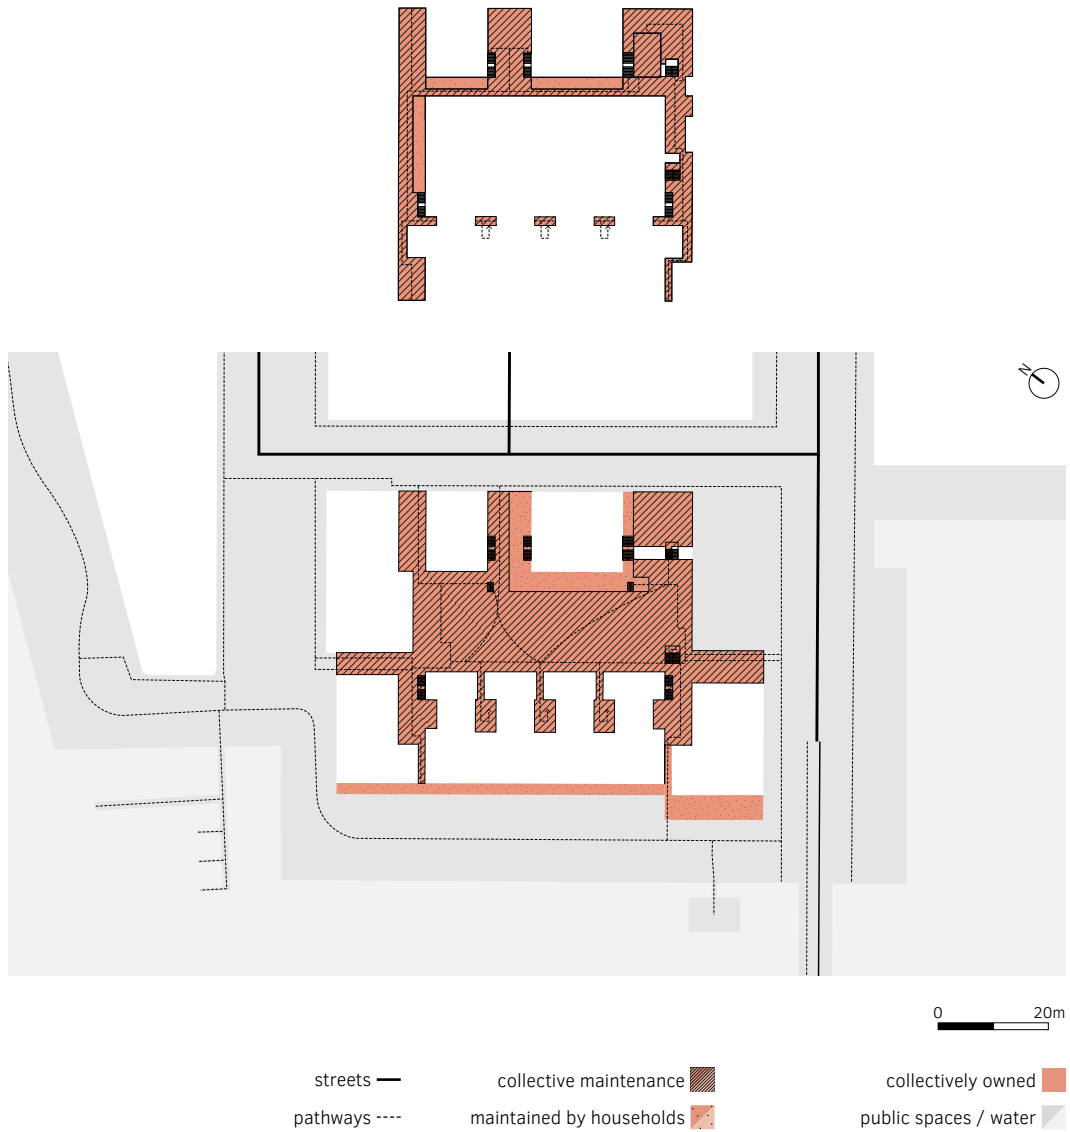 N
0 20m
streets collective maintenance collectively owned
pathways maintained by households public spaces / water